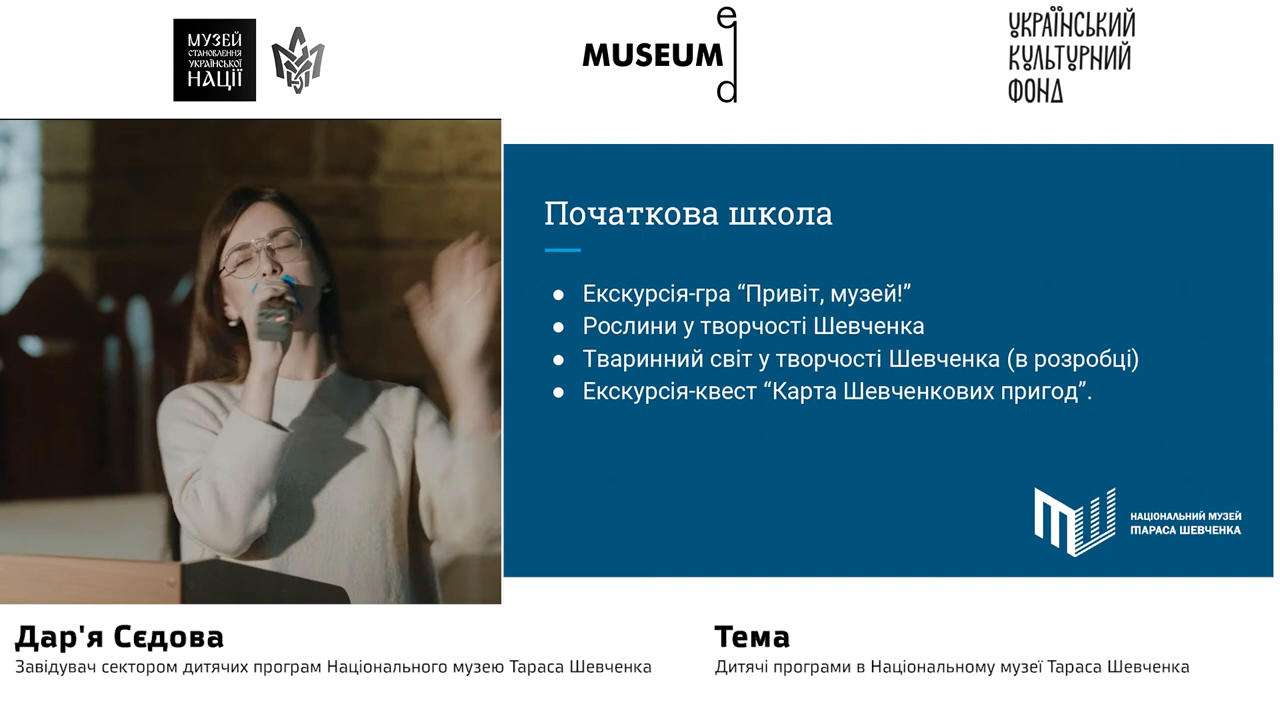 МУЗЕЙ
СТАНОВЛЕННЯ
УКРАЇНСЬКОЇ
НАЦІЇ
MUSEUM
ed
УКРАЇНСЬКИЙ
КУЛЬТУРНИЙ
ФОНД
Початкова школа
● Екскурсія-гра “Привіт, музей!”
● Рослини у творчості Шевченка
● Тваринний світ у творчості Шевченка (в розробці)
● Екскурсія-квест “Карта Шевченкових пригод”.
НАЦІОНАЛЬНИЙ МУЗЕЙ
ТАРАСА ШЕВЧЕНКА
Дар'я Сєдова
Завідувач сектором дитячих програм Національного музею Тараса Шевченка
Тема
Дитячі програми в Національному музеї Тараса Шевченка